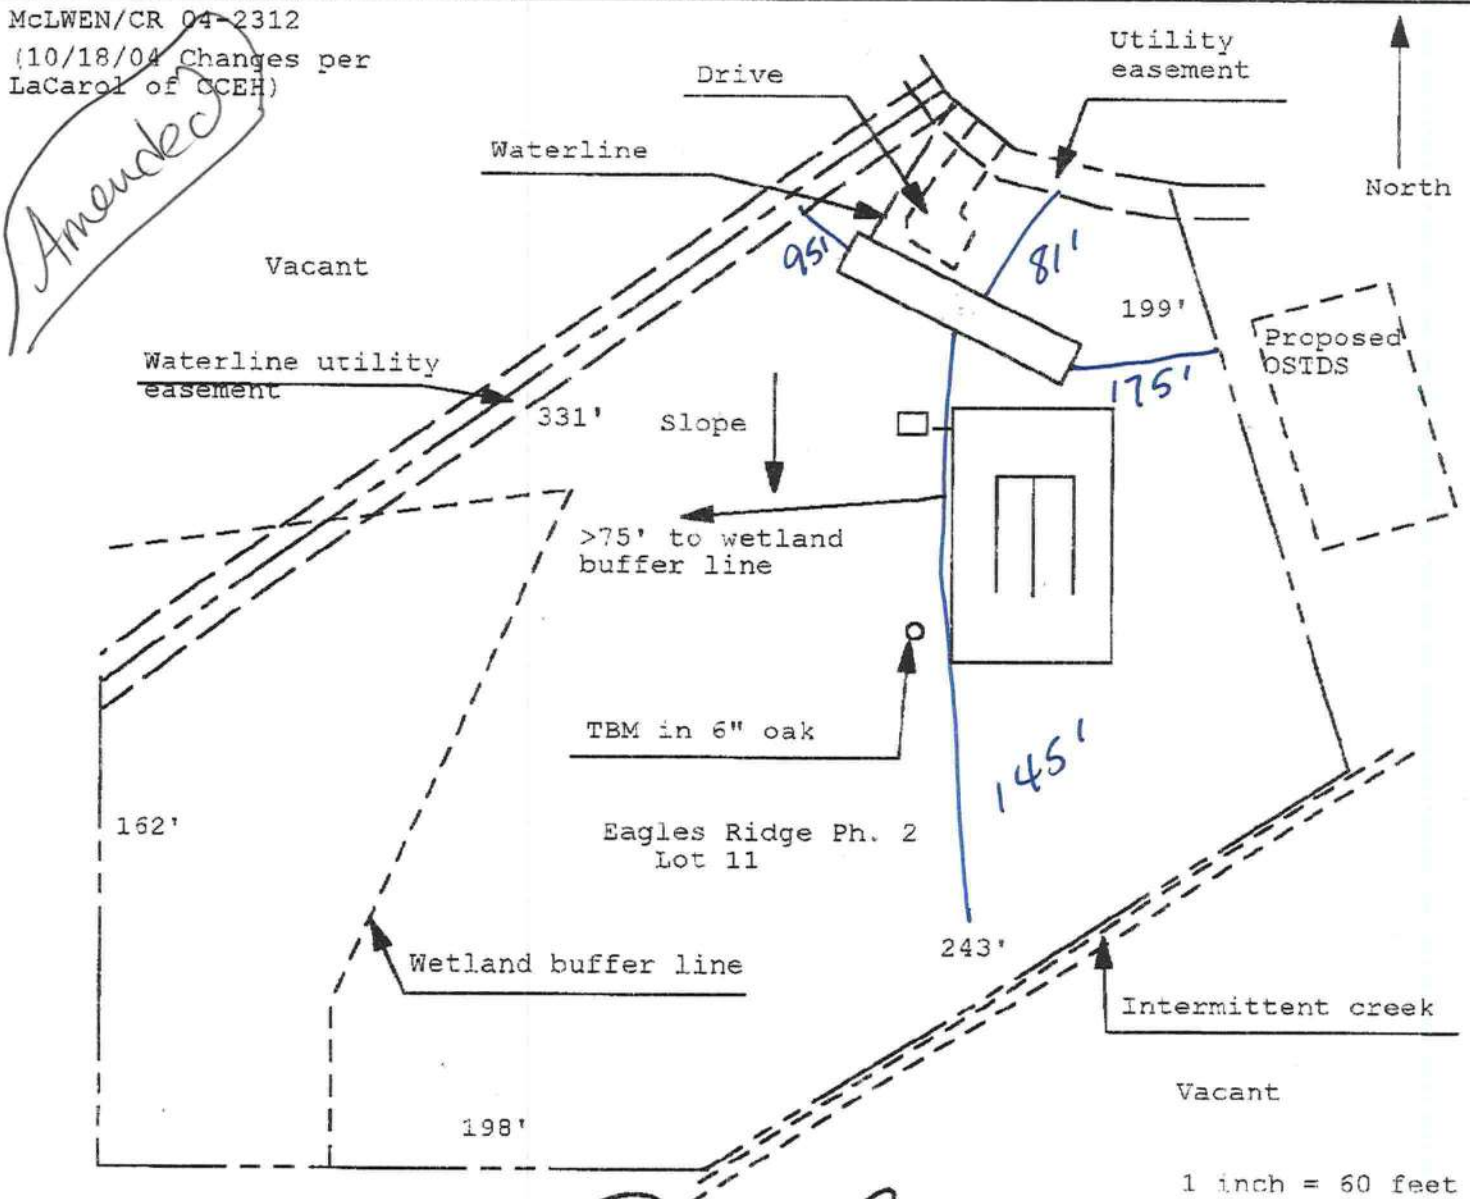 McLWEN/CR 04-2312
(10/18/04 Changes per
LaCarol of CCEH)
Amended
Utility
easement
Drive
Waterline
North
Vacant
95'
81'
199'
Proposed
OSTDS
Waterline utility
easement
331'
Slope
175'
>75' to wetland
buffer line
TBM in 6" oak
145'
162'
Eagles Ridge Ph. 2
Lot 11
243'
Wetland buffer line
Intermittent creek
Vacant
198'
1 inch = 60 feet